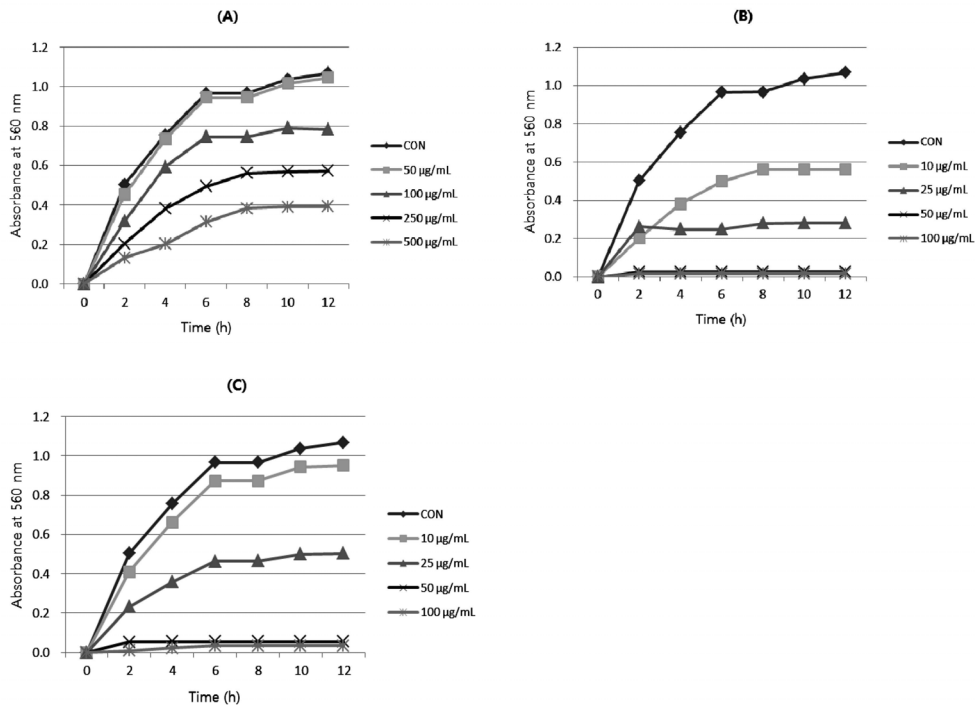 (A)
Absorbance at 560 nm
1.2
1.0
0.8
0.6
0.4
0.2
0.0
0 2 4 6 8 10 12
Time (h)
CON
50 μg/mL
100 μg/mL
250 μg/mL
500 μg/mL
(B)
Absorbance at 560 nm
1.2
1.0
0.8
0.6
0.4
0.2
0.0
0 2 4 6 8 10 12
Time (h)
CON
10 μg/mL
25 μg/mL
50 μg/mL
100 μg/mL
(C)
Absorbance at 560 nm
1.2
1.0
0.8
0.6
0.4
0.2
0.0
0 2 4 6 8 10 12
Time (h)
CON
10 μg/mL
25 μg/mL
50 μg/mL
100 μg/mL